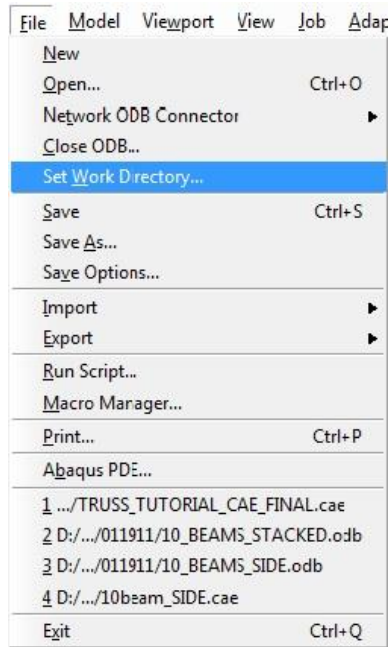 File Model Viewport View Job Adap
New
Open... Ctrl+O
Network ODB Connector
Close ODB...
Set Work Directory...
Save Ctrl+S
Save As...
Save Options...
Import
Export
Run Script...
Macro Manager...
Print... Ctrl+P
Abaqus PDE...
1 .../TRUSS_TUTORIAL_CAE_FINAL.cae
2 D:/.../011911/10_BEAMS_STACKED.odb
3 D:/.../011911/10_BEAMS_SIDE.odb
4 D:/.../10beam_SIDE.cae
Exit Ctrl+Q